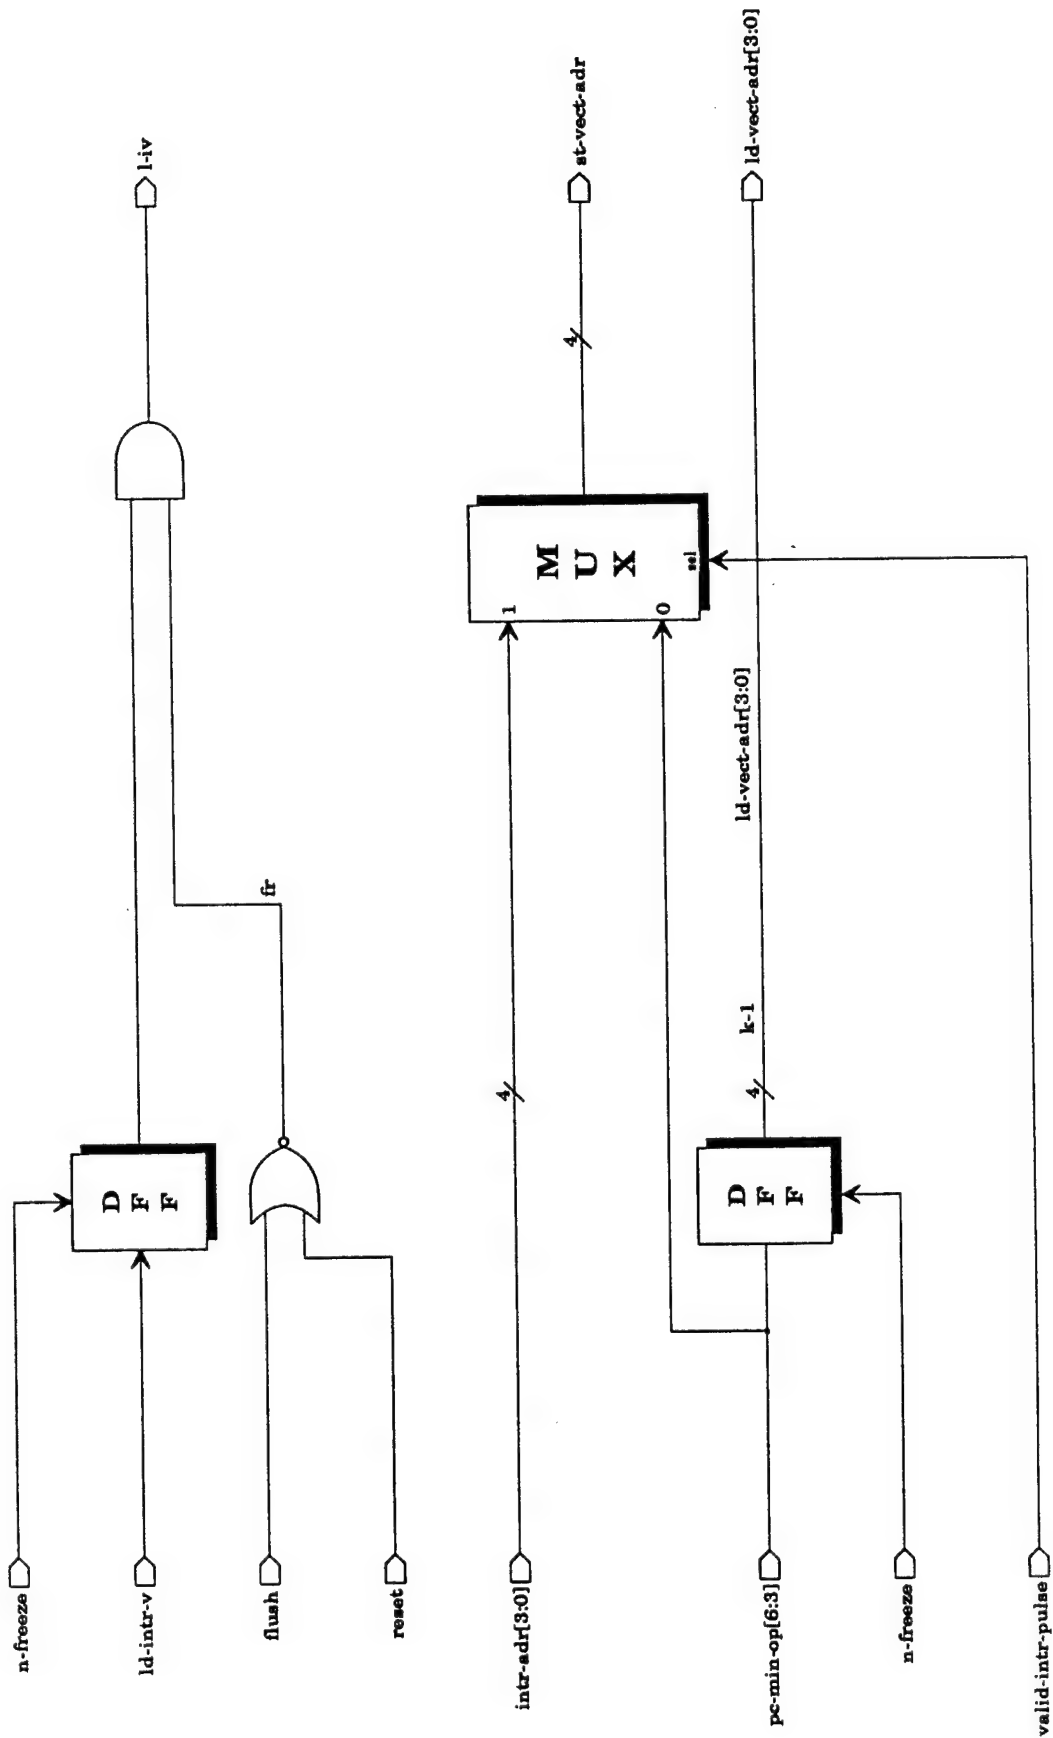 n-freeze
ld-intr-v
flush
reset
intr-adr[3:0]
pc-min-op[6:3]
n-freeze
valid-intr-pulse
D
F
F
fr
l-iv
4
1
0
M
U
X
sel
4
st-vect-adr
D
F
F
4
k-1
ld-vect-adr[3:0]
ld-vect-adr[3:0]